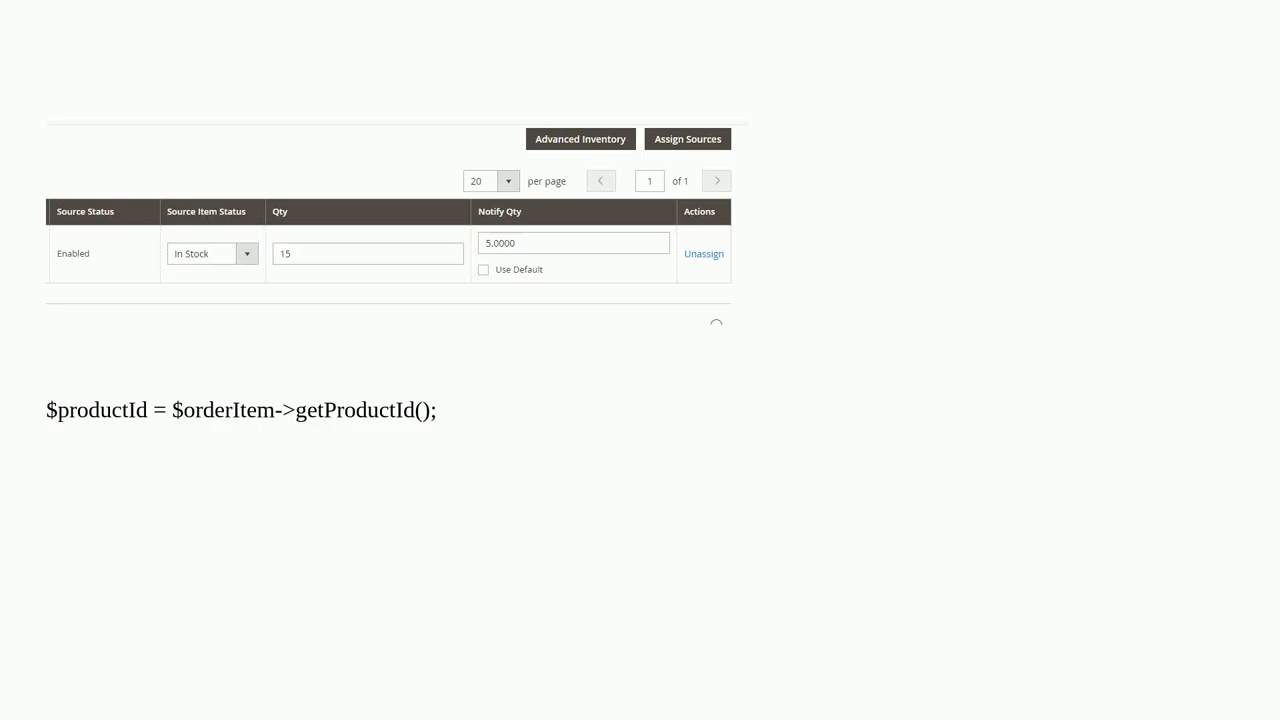 Advanced Inventory Assign Sources
20 per page 1 of 1
Source Status Source Item Status Qty Notify Qty Actions
Enabled In Stock 15 5.0000 Unassign
Use Default
$productId = $orderItem->getProductId();